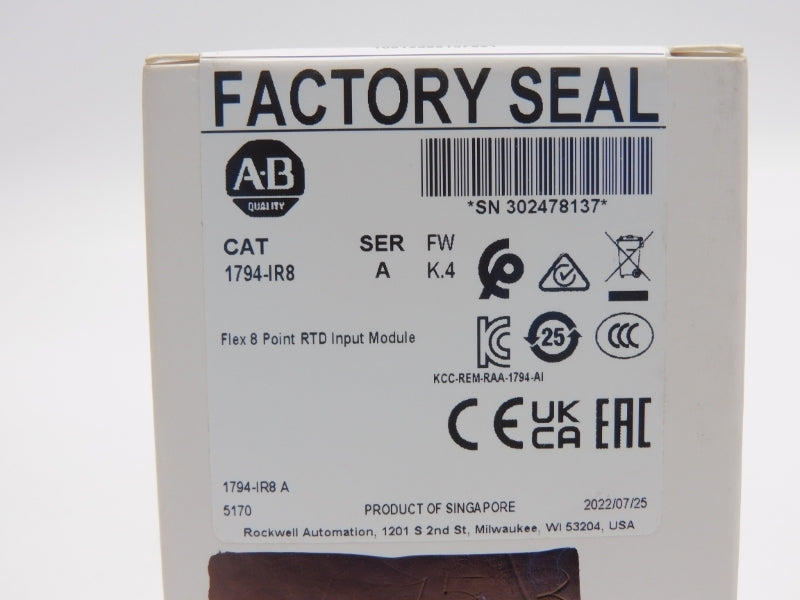 FACTORY SEAL
A·B
QUALITY
*SN 302478137*
CAT SER FW
1794-IR8 A K.4
Flex 8 Point RTD Input Module
25
CCC
KCC-REM-RAA-1794-AI
CE UK CA EAC
1794-IR8 A
5170 PRODUCT OF SINGAPORE 2022/07/25
Rockwell Automation, 1201 S 2nd St, Milwaukee, WI 53204, USA